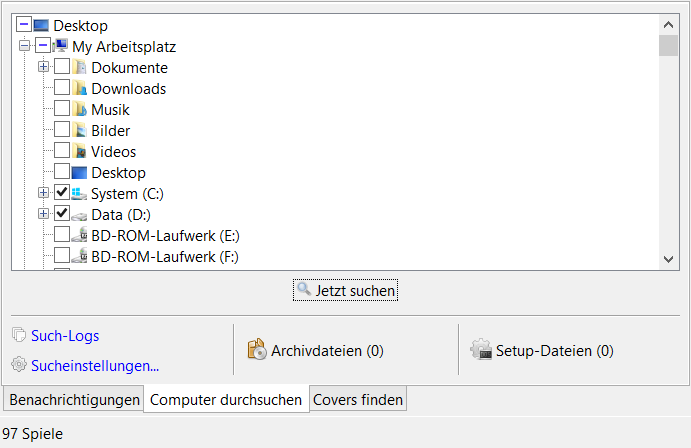 Desktop
My Arbeitsplatz
Dokumente
Downloads
Musik
Bilder
Videos
Desktop
System (C:)
Data (D:)
BD-ROM-Laufwerk (E:)
BD-ROM-Laufwerk (F:)
Jetzt suchen
Such-Logs
Sucheinstellungen...
Archivdateien (0)
Setup-Dateien (0)
Benachrichtigungen Computer durchsuchen Covers finden
97 Spiele